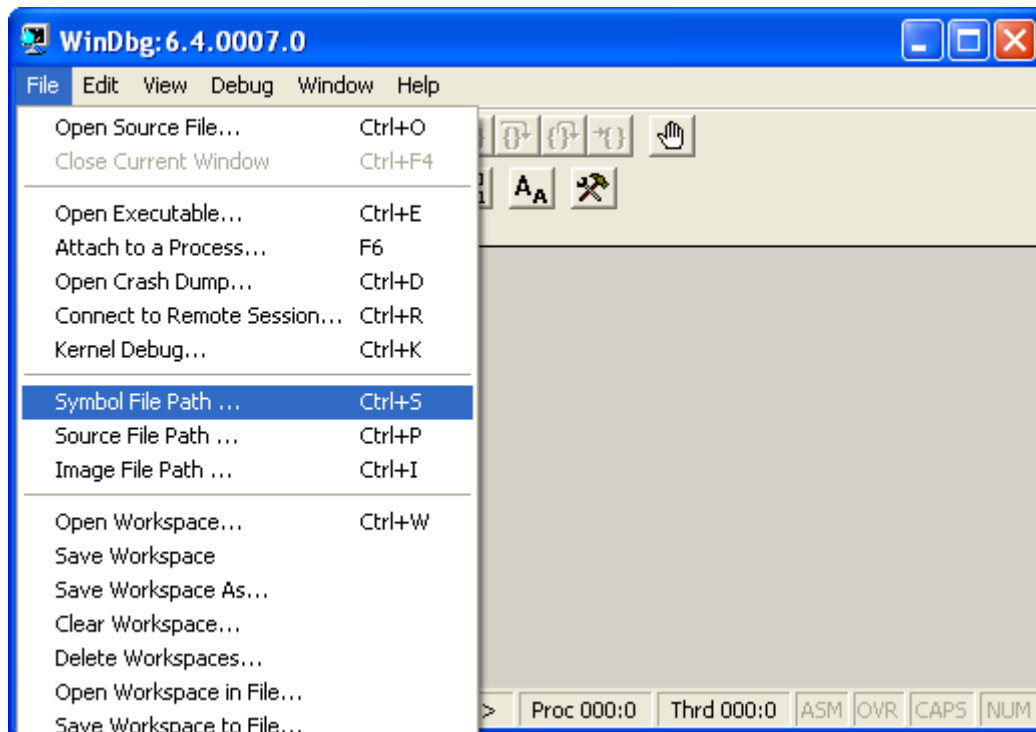 WinDbg:6.4.0007.0
File Edit View Debug Window Help
Open Source File... Ctrl+O
Close Current Window Ctrl+F4
Open Executable... Ctrl+E
Attach to a Process... F6
Open Crash Dump... Ctrl+D
Connect to Remote Session... Ctrl+R
Kernel Debug... Ctrl+K
Symbol File Path ... Ctrl+S
Source File Path ... Ctrl+P
Image File Path ... Ctrl+I
Open Workspace... Ctrl+W
Save Workspace
Save Workspace As...
Clear Workspace...
Delete Workspaces...
Open Workspace in File...
Save Workspace to File...
> Proc 000:0 Thrd 000:0 ASM OVR CAPS NUM